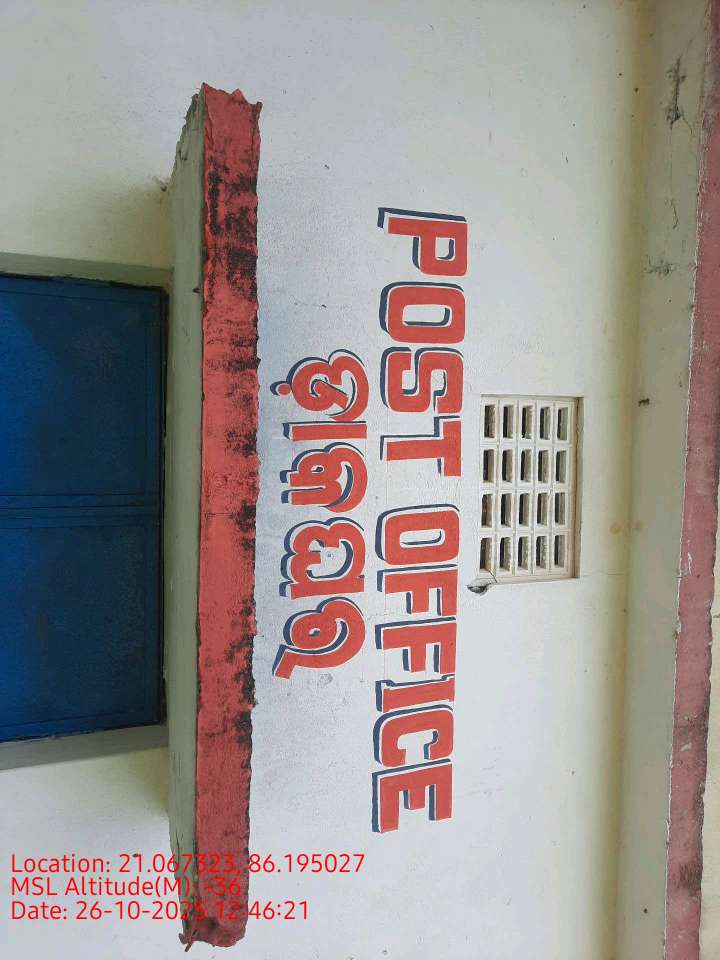 POST OFFICE
ଡାକଘର
Location: 21.067323, 86.195027
MSL Altitude(M): -36
Date: 26-10-2025 12:46:21